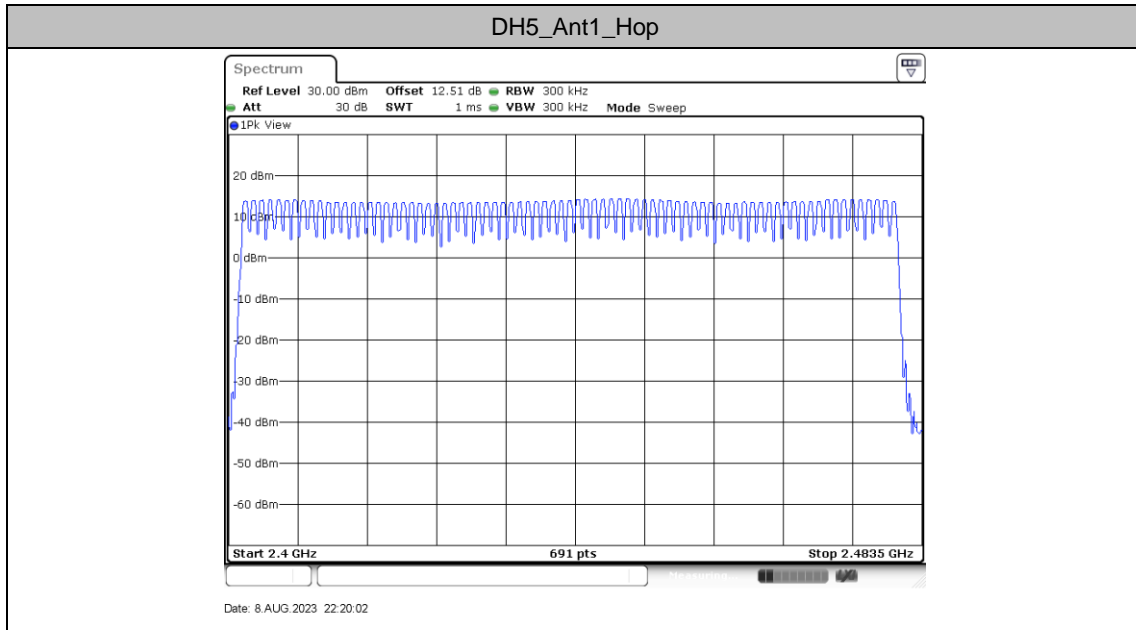 DH5_Ant1_Hop
Spectrum
Ref Level 30.00 dBm Offset 12.51 dB RBW 300 kHz
Att 30 dB SWT 1 ms VBW 300 kHz Mode Sweep
1Pk View
20 dBm
10 dBm
0 dBm
-10 dBm
-20 dBm
-30 dBm
-40 dBm
-50 dBm
-60 dBm
Start 2.4 GHz 691 pts Stop 2.4835 GHz
Measuring...
Date: 8.AUG.2023 22:20:02